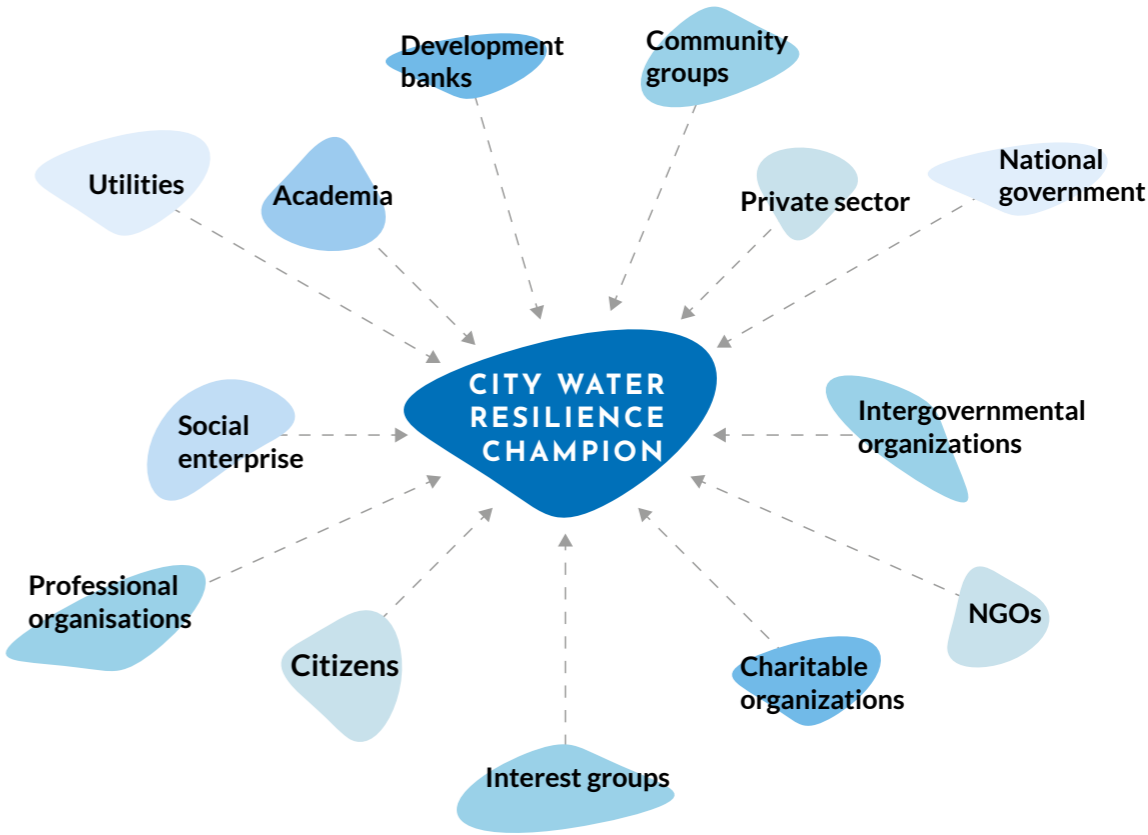 Development
banks
Community
groups
Utilities
Academia
Private sector
National
government
CITY WATER
RESILIENCE
CHAMPION
Social
enterprise
Intergovernmental
organizations
Professional
organisations
Citizens
NGOs
Charitable
organizations
Interest groups